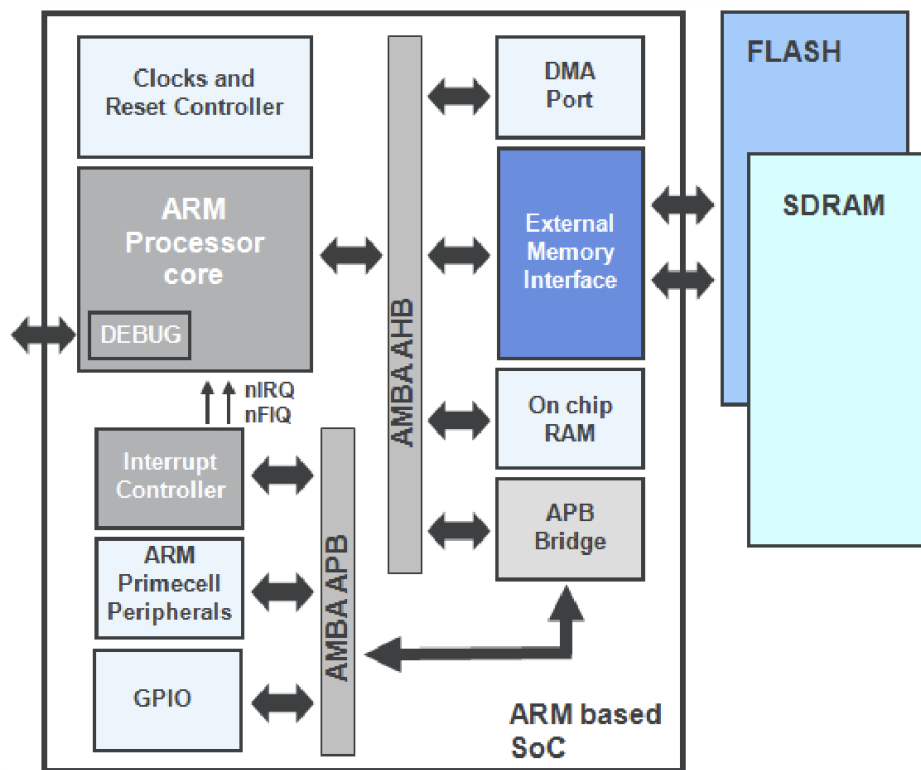 Clocks and
Reset Controller
ARM
Processor
core
DEBUG
nIRQ
nFIQ
Interrupt
Controller
ARM
Primecell
Peripherals
GPIO
AMBA APB
AMBA AHB
DMA
Port
External
Memory
Interface
On chip
RAM
APB
Bridge
ARM based
SoC
FLASH
SDRAM